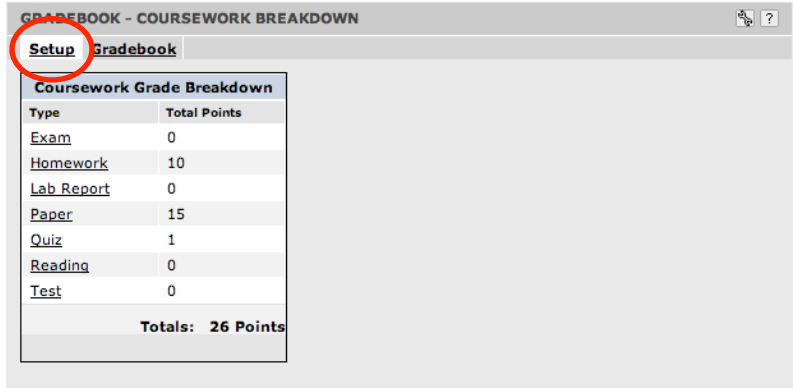 GRADEBOOK - COURSEWORK BREAKDOWN ?
Setup Gradebook
Coursework Grade Breakdown
Type Total Points
Exam 0
Homework 10
Lab Report 0
Paper 15
Quiz 1
Reading 0
Test 0
Totals: 26 Points